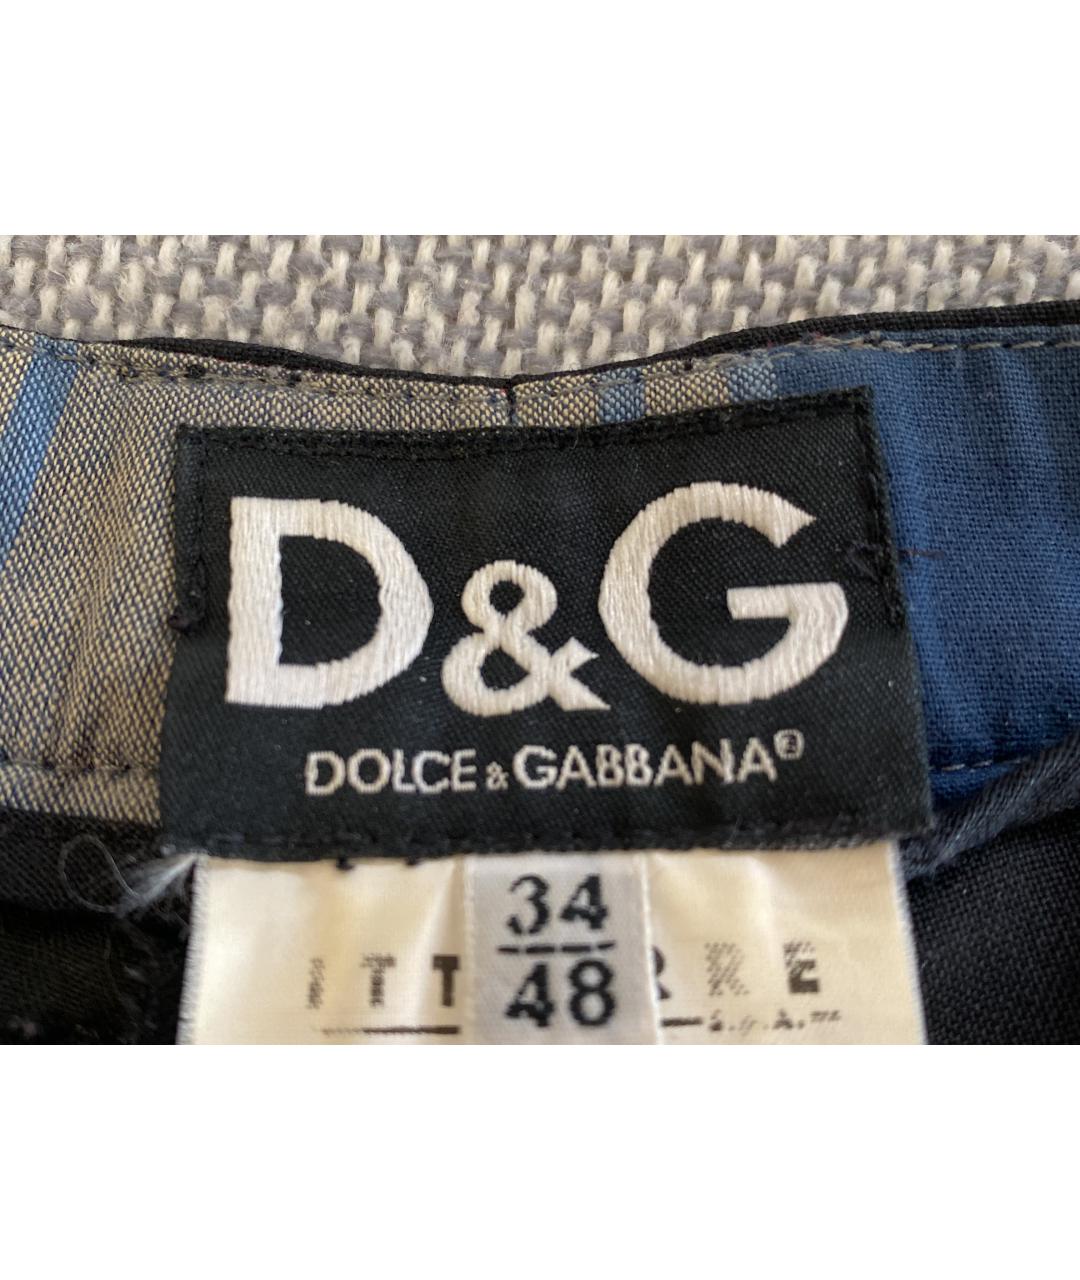 D&G
DOLCE & GABBANA®
34
48
S.p.A.